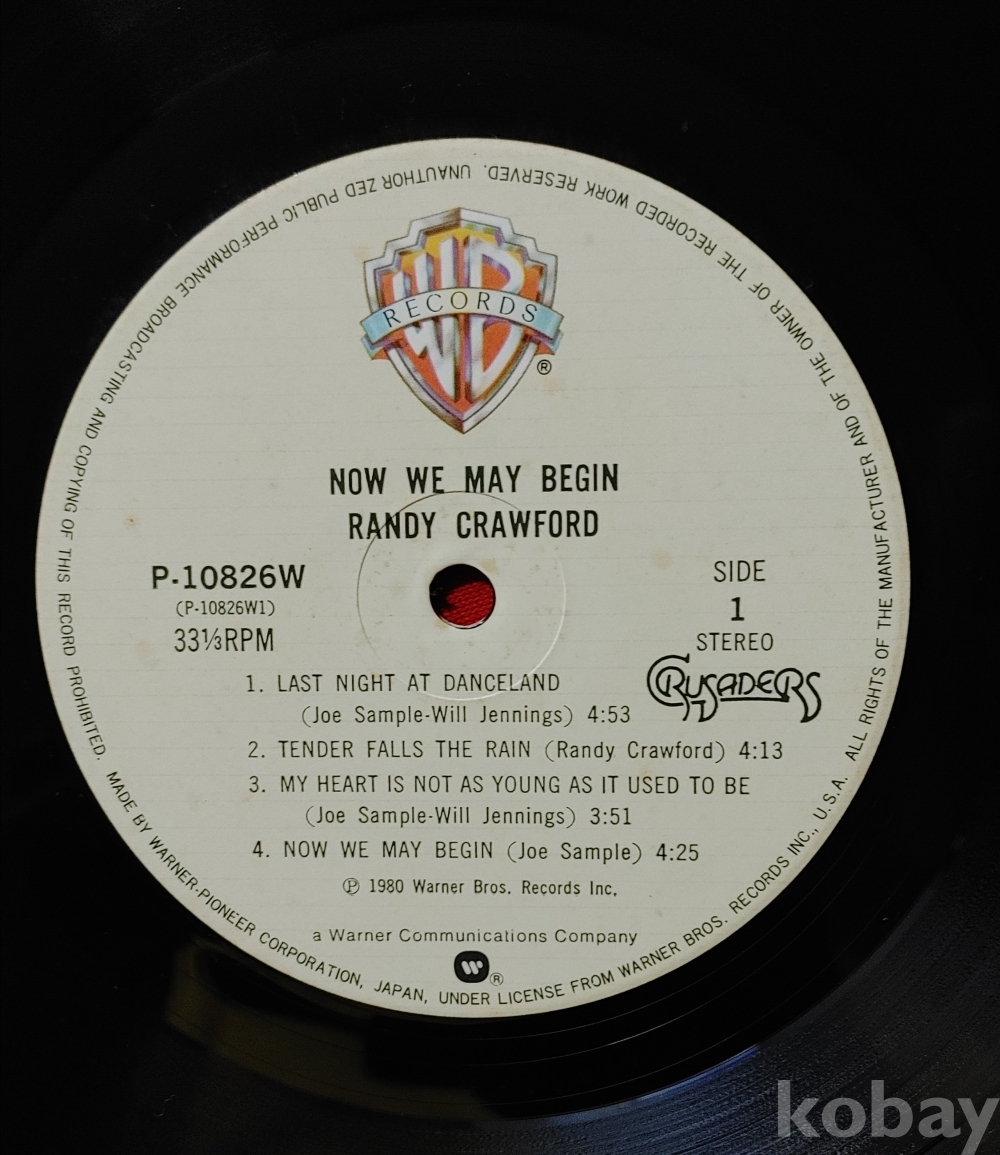 WB
RECORDS
®
NOW WE MAY BEGIN
RANDY CRAWFORD
P-10826W
(P-10826W1)
33⅓RPM
SIDE
1
STEREO
CRUSADERS
1. LAST NIGHT AT DANCELAND
(Joe Sample-Will Jennings) 4:53
2. TENDER FALLS THE RAIN (Randy Crawford) 4:13
3. MY HEART IS NOT AS YOUNG AS IT USED TO BE
(Joe Sample-Will Jennings) 3:51
4. NOW WE MAY BEGIN (Joe Sample) 4:25
Ⓟ 1980 Warner Bros. Records Inc.
a Warner Communications Company
W ®
MADE BY WARNER-PIONEER CORPORATION, JAPAN, UNDER LICENSE FROM WARNER BROS. RECORDS INC., U.S.A. ALL RIGHTS OF THE MANUFACTURER AND OF THE OWNER OF THE RECORDED WORK RESERVED. UNAUTHOR ZED PUBLIC PERFORMANCE BROADCASTING AND COPYING OF THIS RECORD PROHIBITED.
kobay